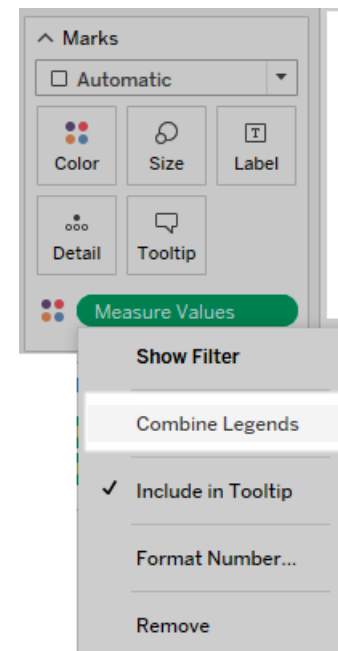 Marks
Automatic
Color Size Label
T
Detail Tooltip
Measure Values
Show Filter
Combine Legends
Include in Tooltip
Format Number...
Remove